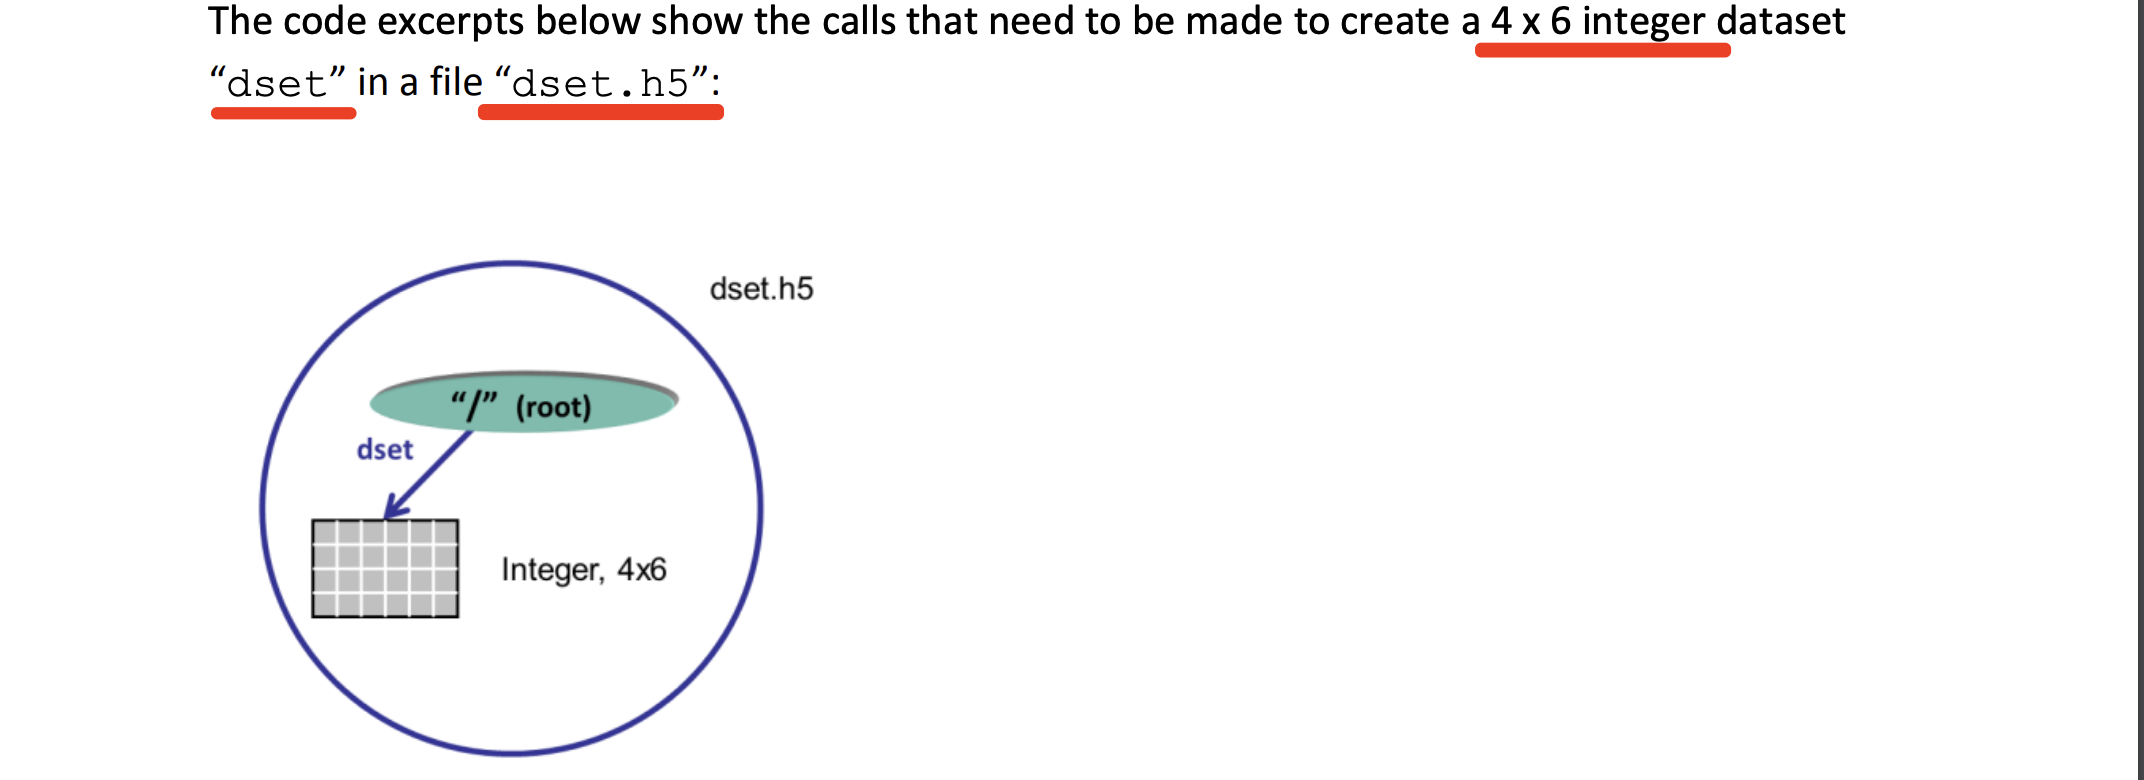 The code excerpts below show the calls that need to be made to create a 4 x 6 integer dataset
“dset” in a file “dset.h5”:
dset.h5
“/” (root)
dset
Integer, 4x6